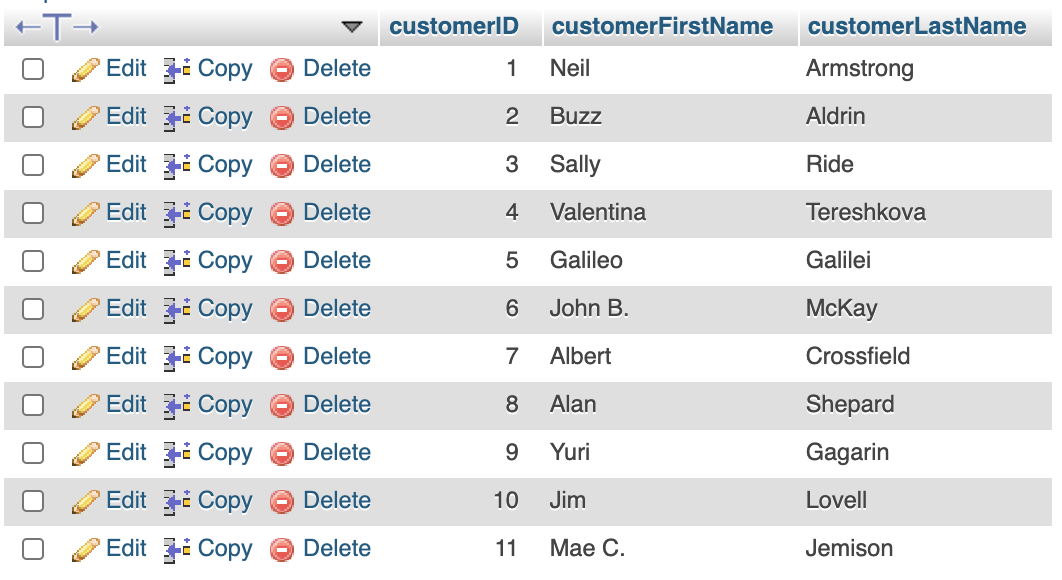 customerID customerFirstName customerLastName
Edit Copy Delete 1 Neil Armstrong
Edit Copy Delete 2 Buzz Aldrin
Edit Copy Delete 3 Sally Ride
Edit Copy Delete 4 Valentina Tereshkova
Edit Copy Delete 5 Galileo Galilei
Edit Copy Delete 6 John B. McKay
Edit Copy Delete 7 Albert Crossfield
Edit Copy Delete 8 Alan Shepard
Edit Copy Delete 9 Yuri Gagarin
Edit Copy Delete 10 Jim Lovell
Edit Copy Delete 11 Mae C. Jemison